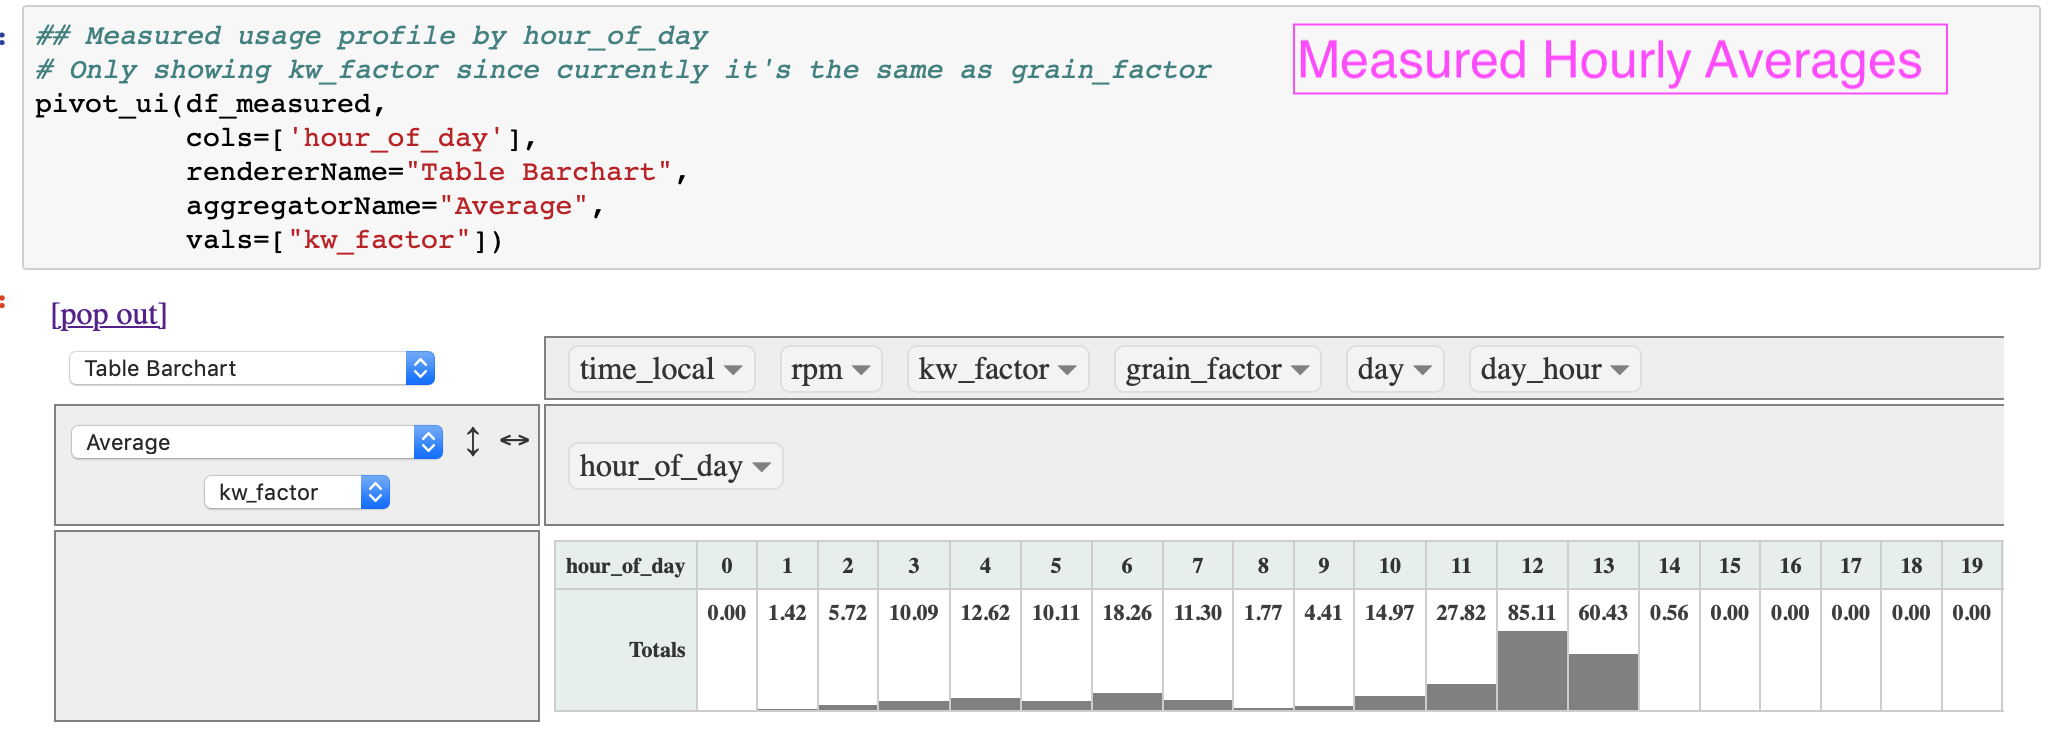 ## Measured usage profile by hour_of_day
Measured Hourly Averages
# Only showing kw_factor since currently it's the same as grain_factor
pivot_ui(df_measured,
cols=['hour_of_day'],
rendererName="Table Barchart",
aggregatorName="Average",
vals=["kw_factor"])
[pop out]
Table Barchart
time_local rpm kw_factor grain_factor day day_hour
Average
kw_factor
hour_of_day
hour_of_day 0 1 2 3 4 5 6 7 8 9 10 11 12 13 14 15 16 17 18 19
Totals 0.00 1.42 5.72 10.09 12.62 10.11 18.26 11.30 1.77 4.41 14.97 27.82 85.11 60.43 0.56 0.00 0.00 0.00 0.00 0.00